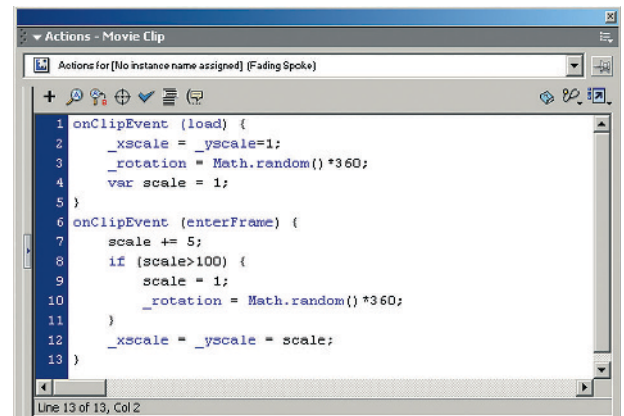 Actions - Movie Clip
Actions for [No instance name assigned] (Fading Spoke)
1 onClipEvent (load) {
2 _xscale = _yscale=1;
3 _rotation = Math.random()*360;
4 var scale = 1;
5 }
6 onClipEvent (enterFrame) {
7 scale += 5;
8 if (scale>100) {
9 scale = 1;
10 _rotation = Math.random()*360;
11 }
12 _xscale = _yscale = scale;
13 }
Line 13 of 13, Col 2